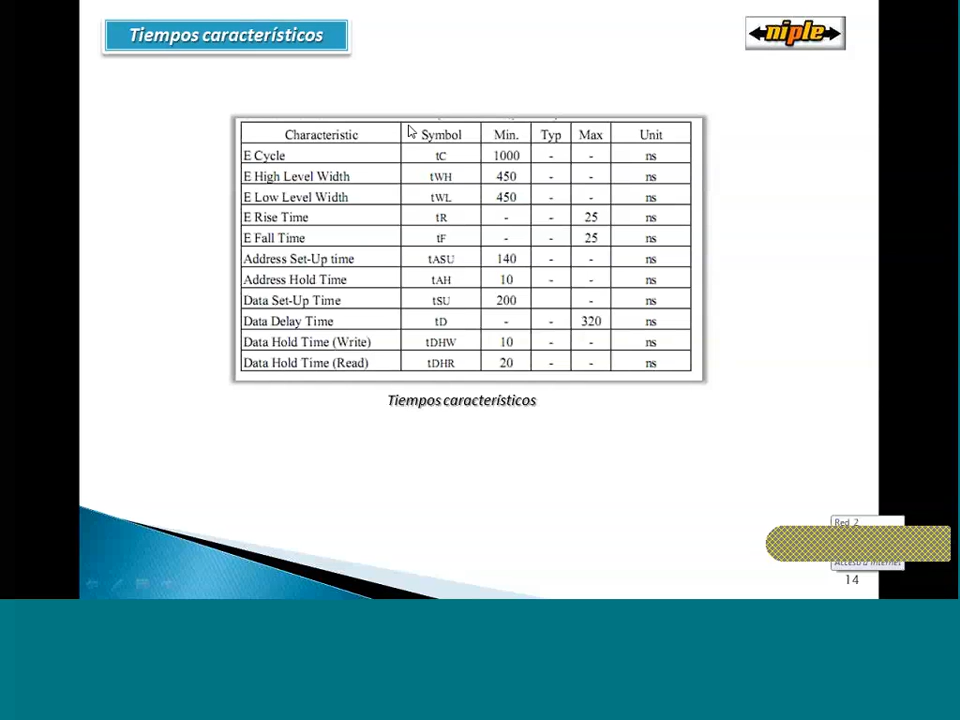 Tiempos característicos
niple
Characteristic Symbol Min. Typ Max Unit
E Cycle tC 1000 - - ns
E High Level Width tWH 450 - - ns
E Low Level Width tWL 450 - - ns
E Rise Time tR - - 25 ns
E Fall Time tF - - 25 ns
Address Set-Up time tASU 140 - - ns
Address Hold Time tAH 10 - - ns
Data Set-Up Time tSU 200 - ns
Data Delay Time tD - - 320 ns
Data Hold Time (Write) tDHW 10 - - ns
Data Hold Time (Read) tDHR 20 - - ns
Tiempos característicos
Red 2
Acceso a Internet
14